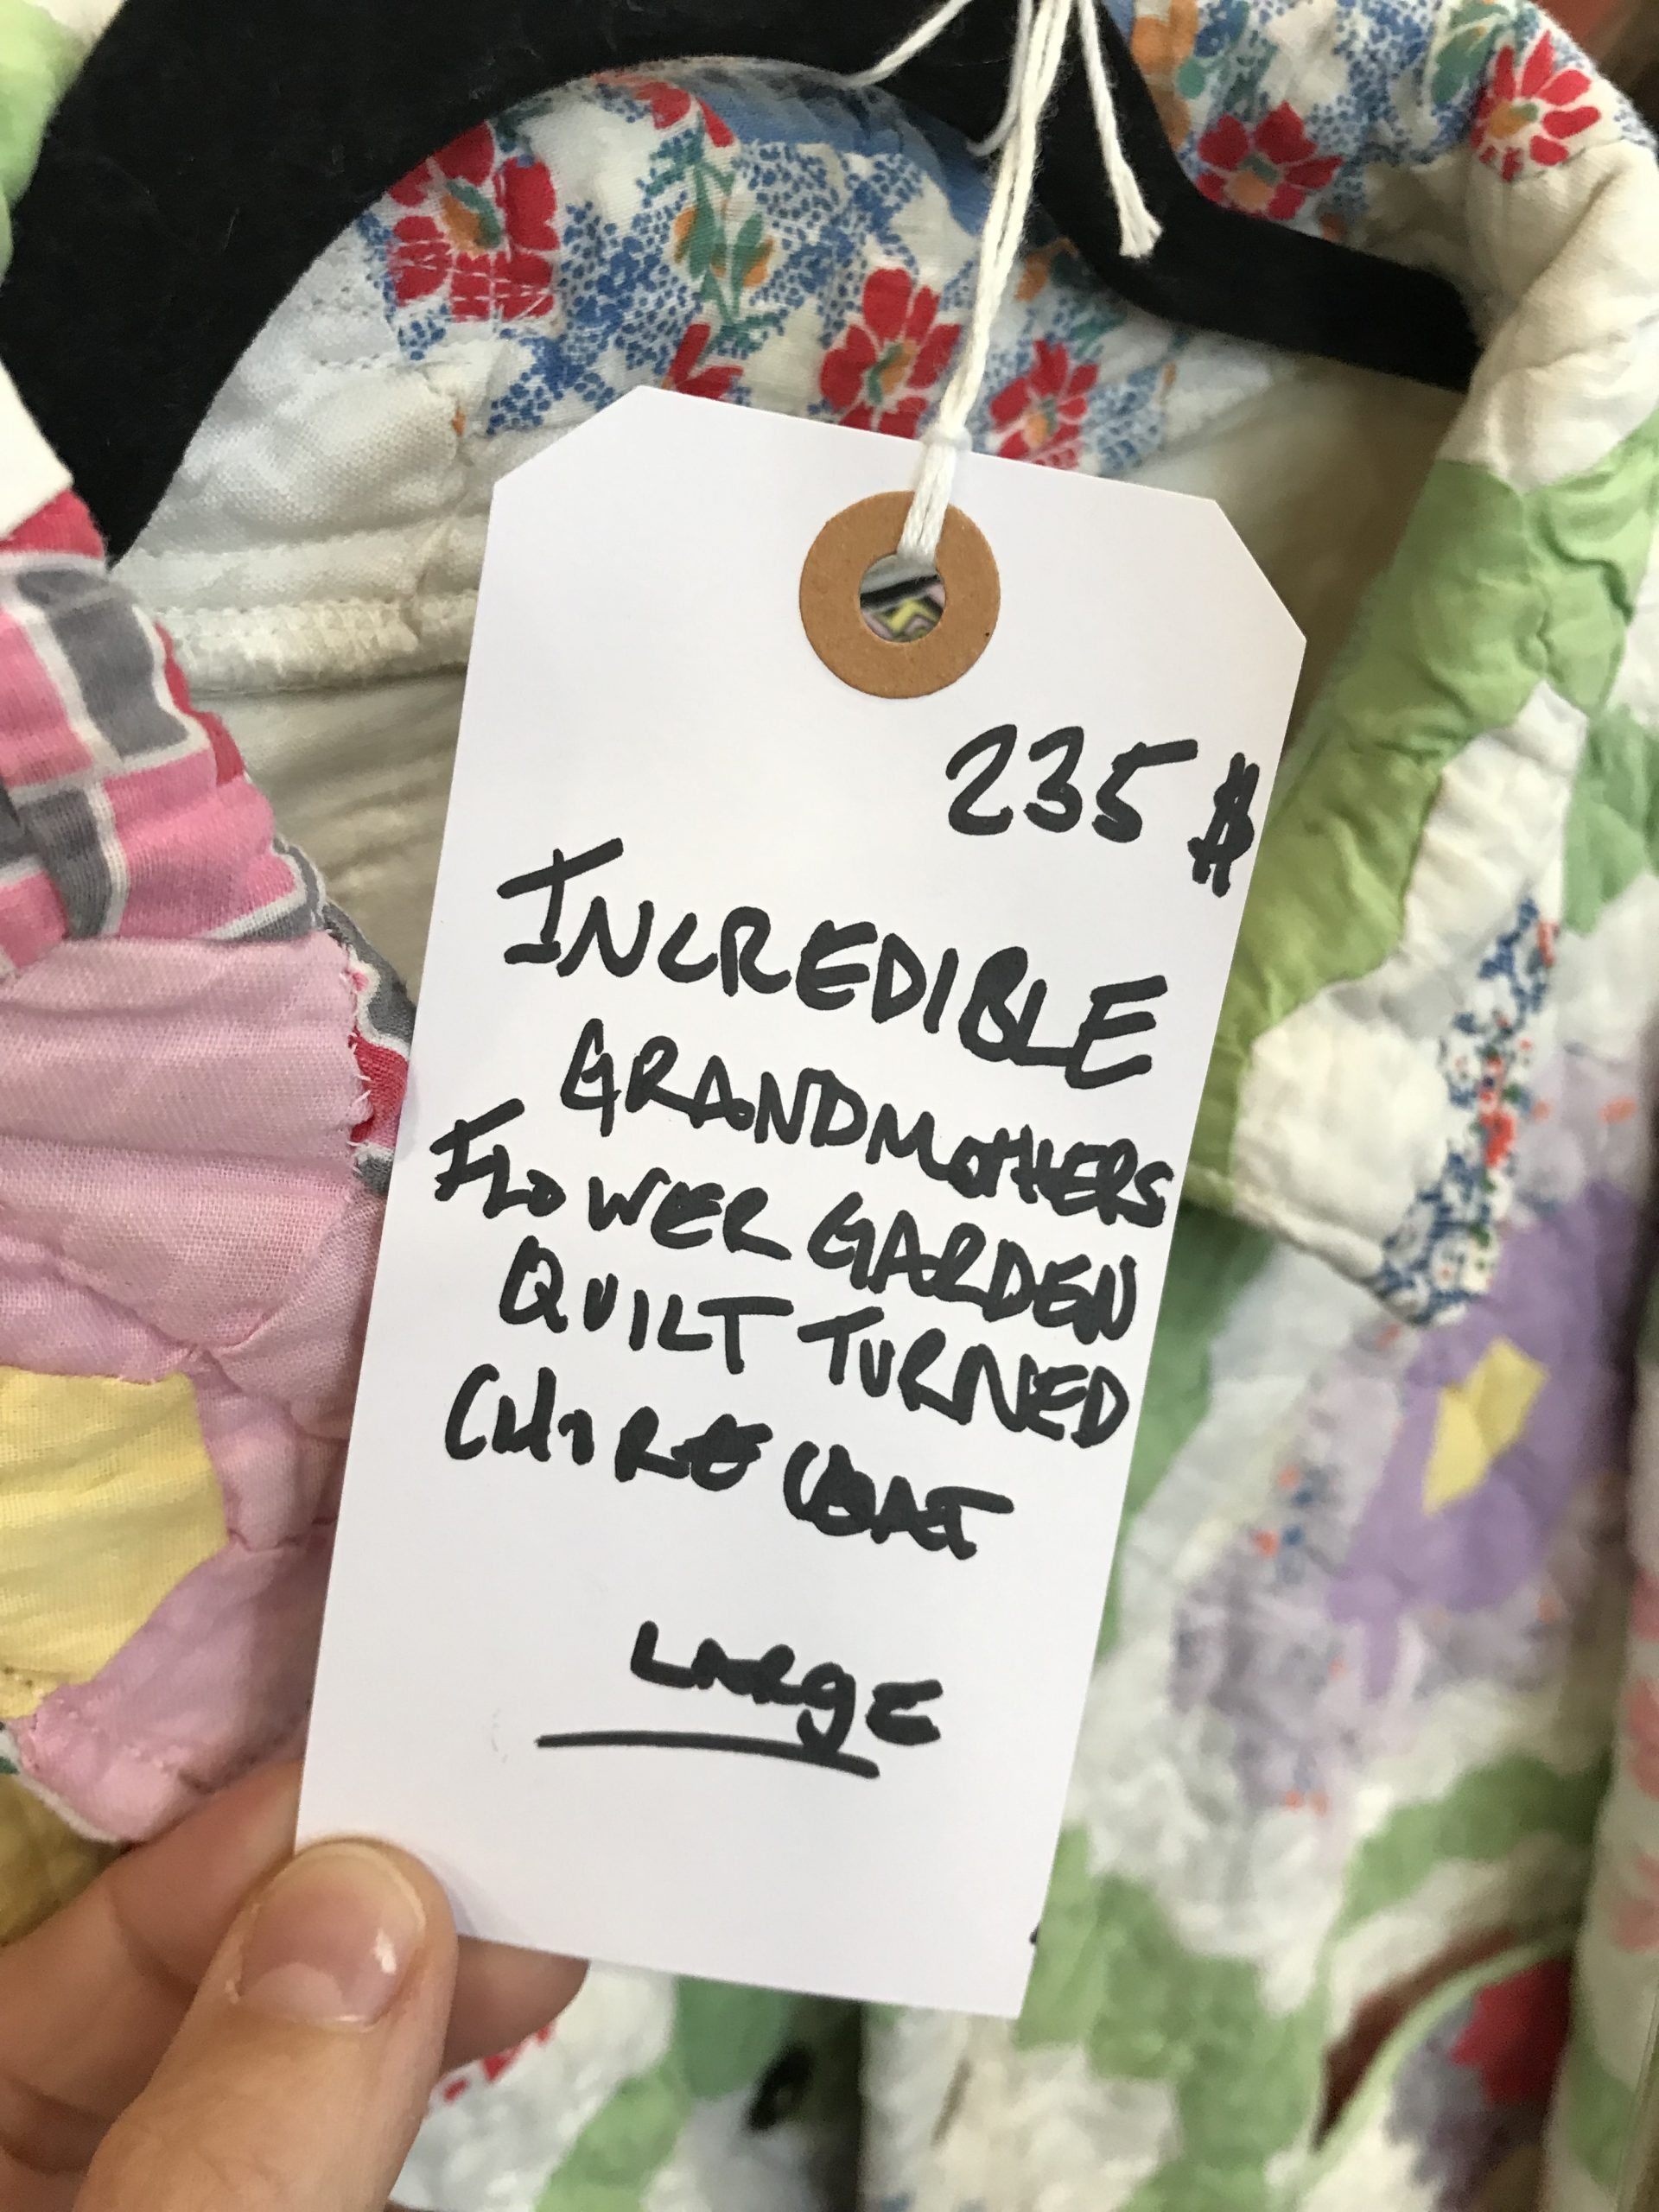 235 $
INCREDIBLE
GRANDMOTHERS
FLOWER GARDEN
QUILT TURNED
CHORE COAT
LARGE